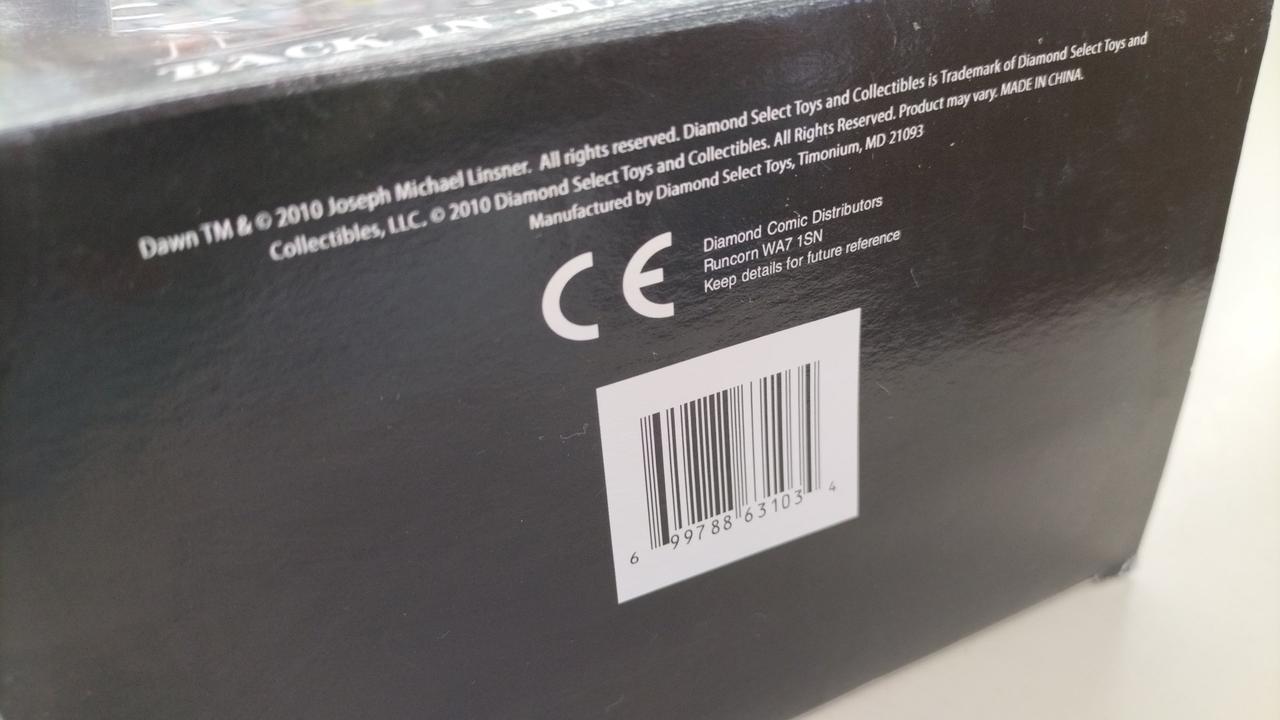 BACK IN
Dawn TM & © 2010 Joseph Michael Linsner. All rights reserved. Diamond Select Toys and Collectibles is Trademark of Diamond Select Toys and
Collectibles, LLC. © 2010 Diamond Select Toys and Collectibles. All Rights Reserved. Product may vary. MADE IN CHINA.
Manufactured by Diamond Select Toys, Timonium, MD 21093
CE
Diamond Comic Distributors
Runcorn WA7 1SN
Keep details for future reference
6 99788 63103 4